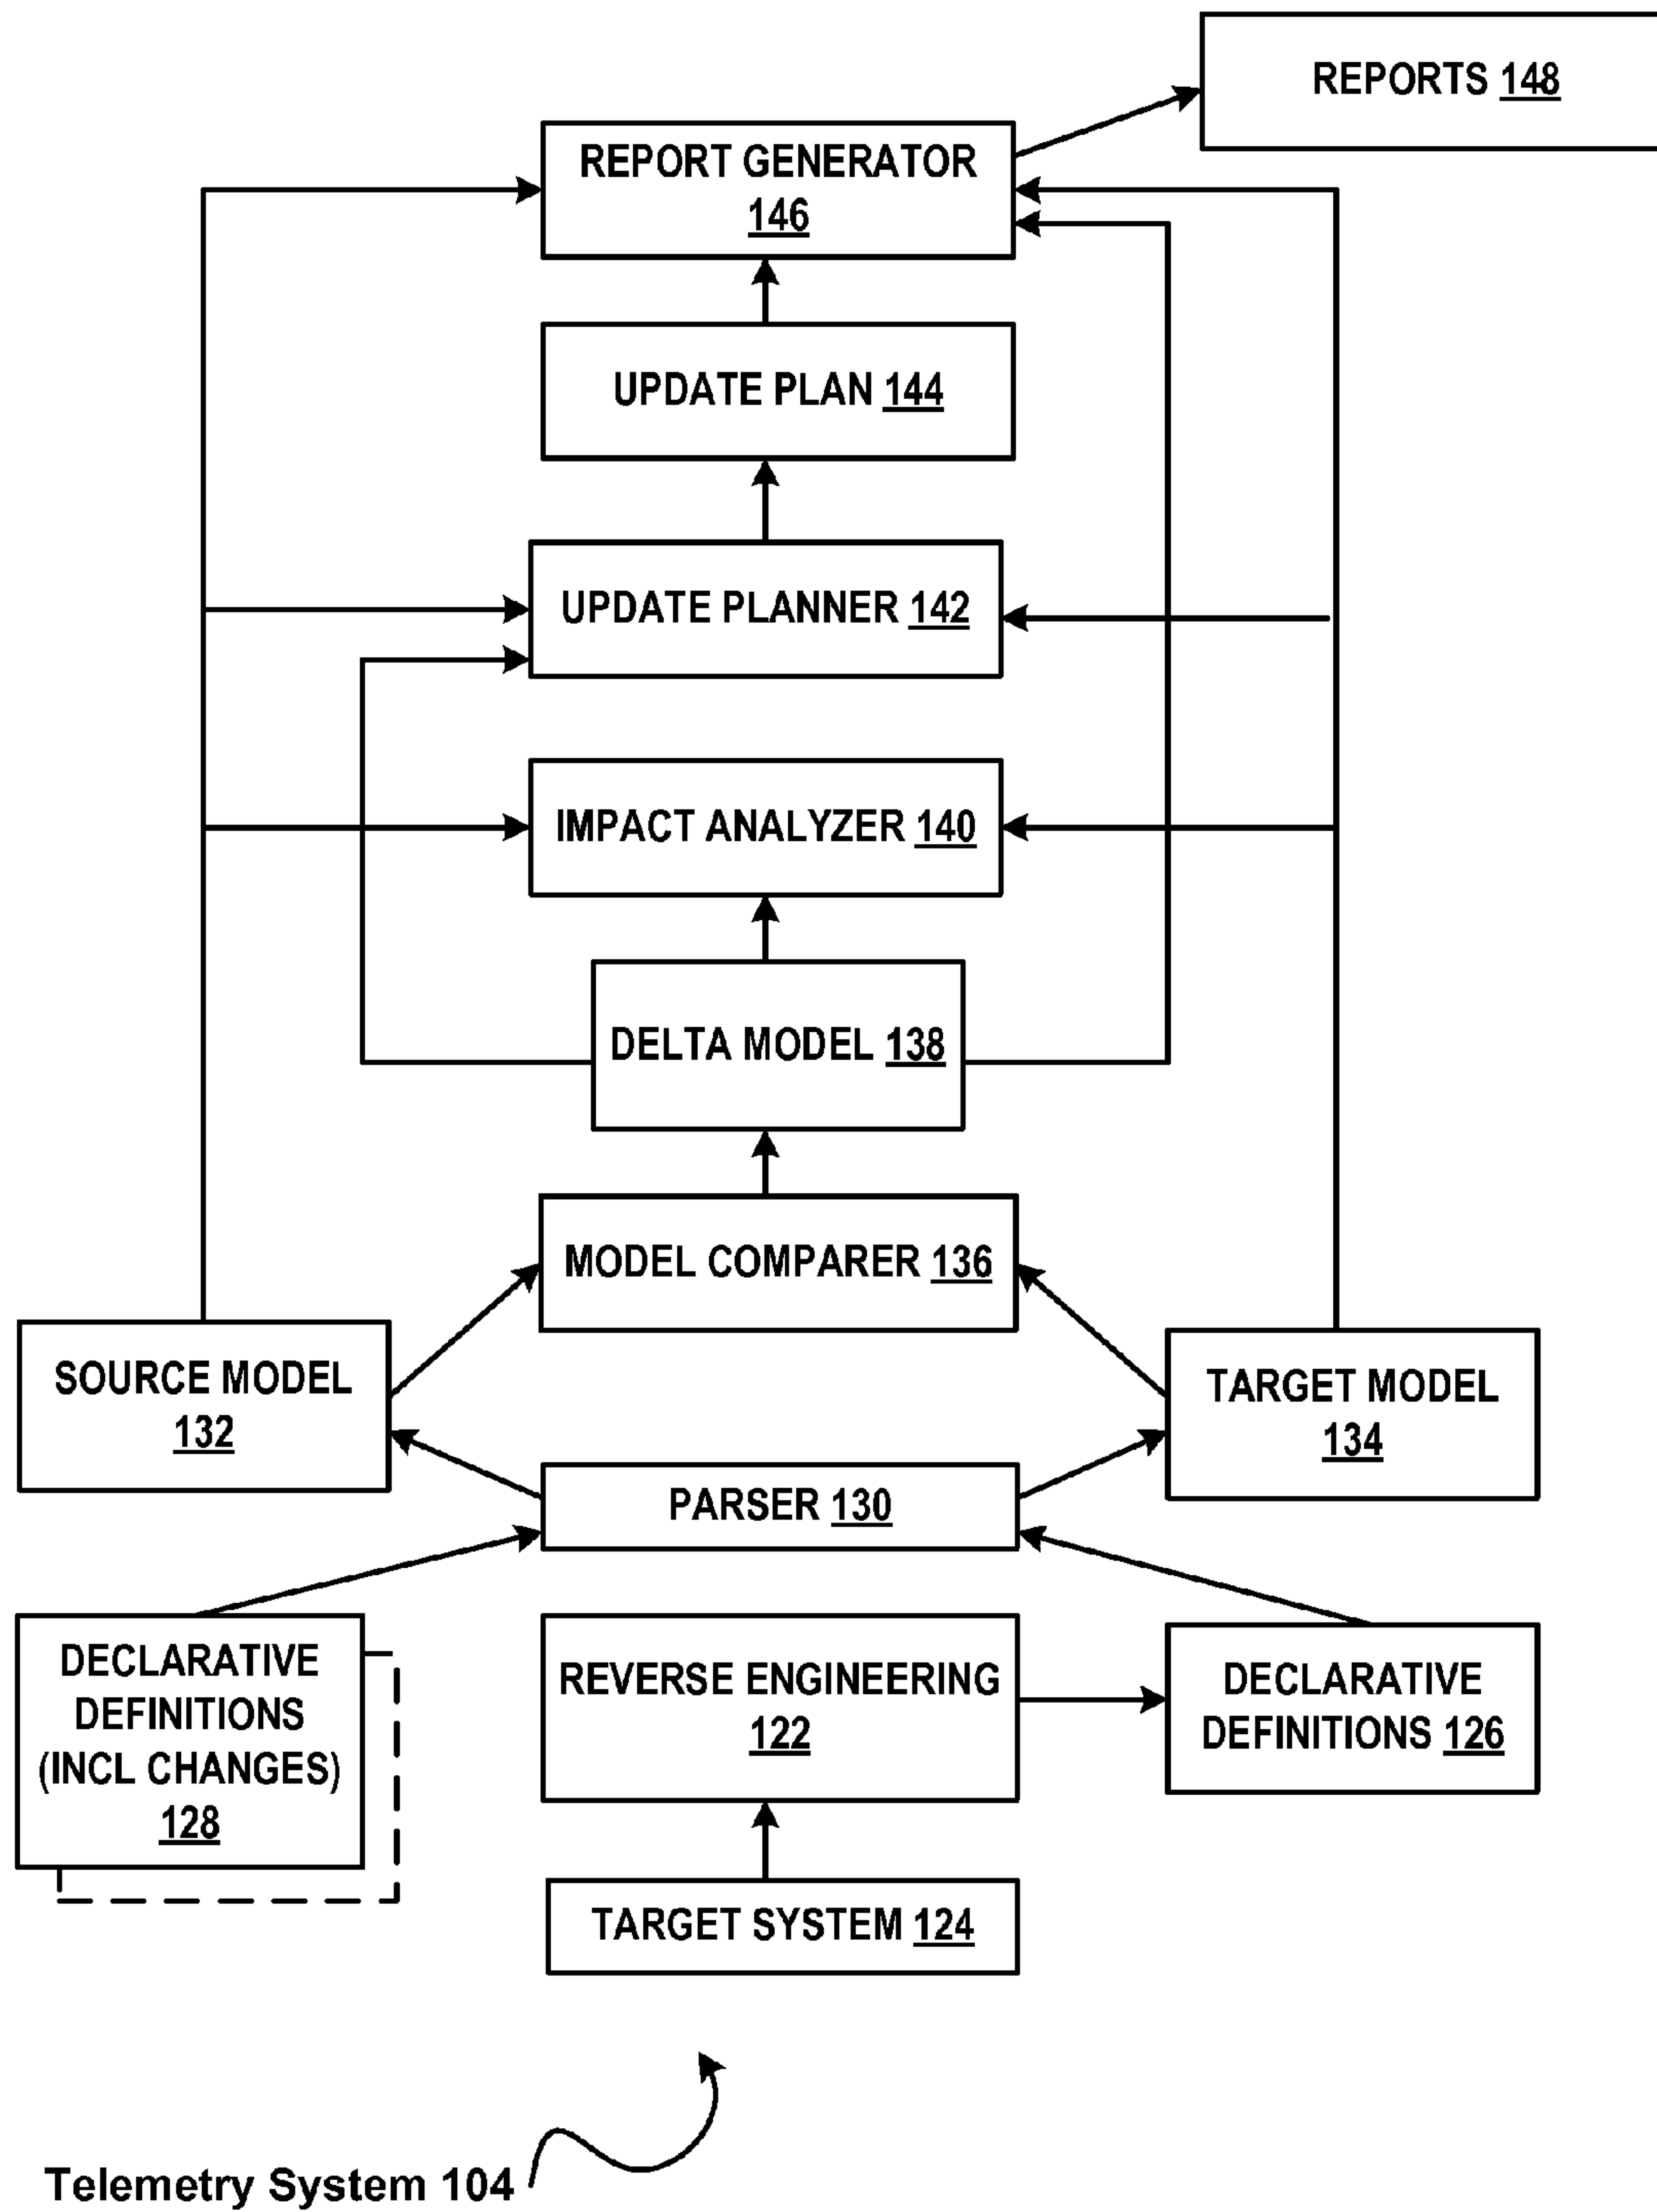 REPORTS 148
REPORT GENERATOR
146
UPDATE PLAN 144
UPDATE PLANNER 142
IMPACT ANALYZER 140
DELTA MODEL 138
MODEL COMPARER 136
SOURCE MODEL
132
TARGET MODEL
134
PARSER 130
DECLARATIVE
DEFINITIONS
(INCL CHANGES)
128
REVERSE ENGINEERING
122
DECLARATIVE
DEFINITIONS 126
TARGET SYSTEM 124
Telemetry System 104